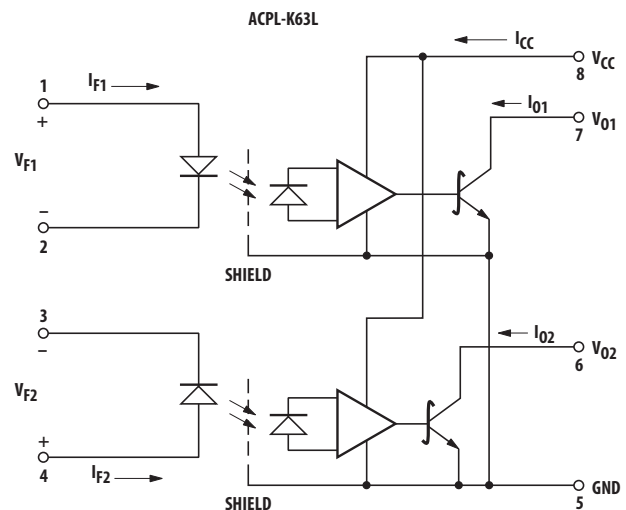 ACPL-K63L
ICC
VCC
8
1
IF1
+
IO1
VO1
7
VF1
–
2
SHIELD
3
–
IO2
VO2
6
VF2
+
4
IF2
SHIELD
GND
5